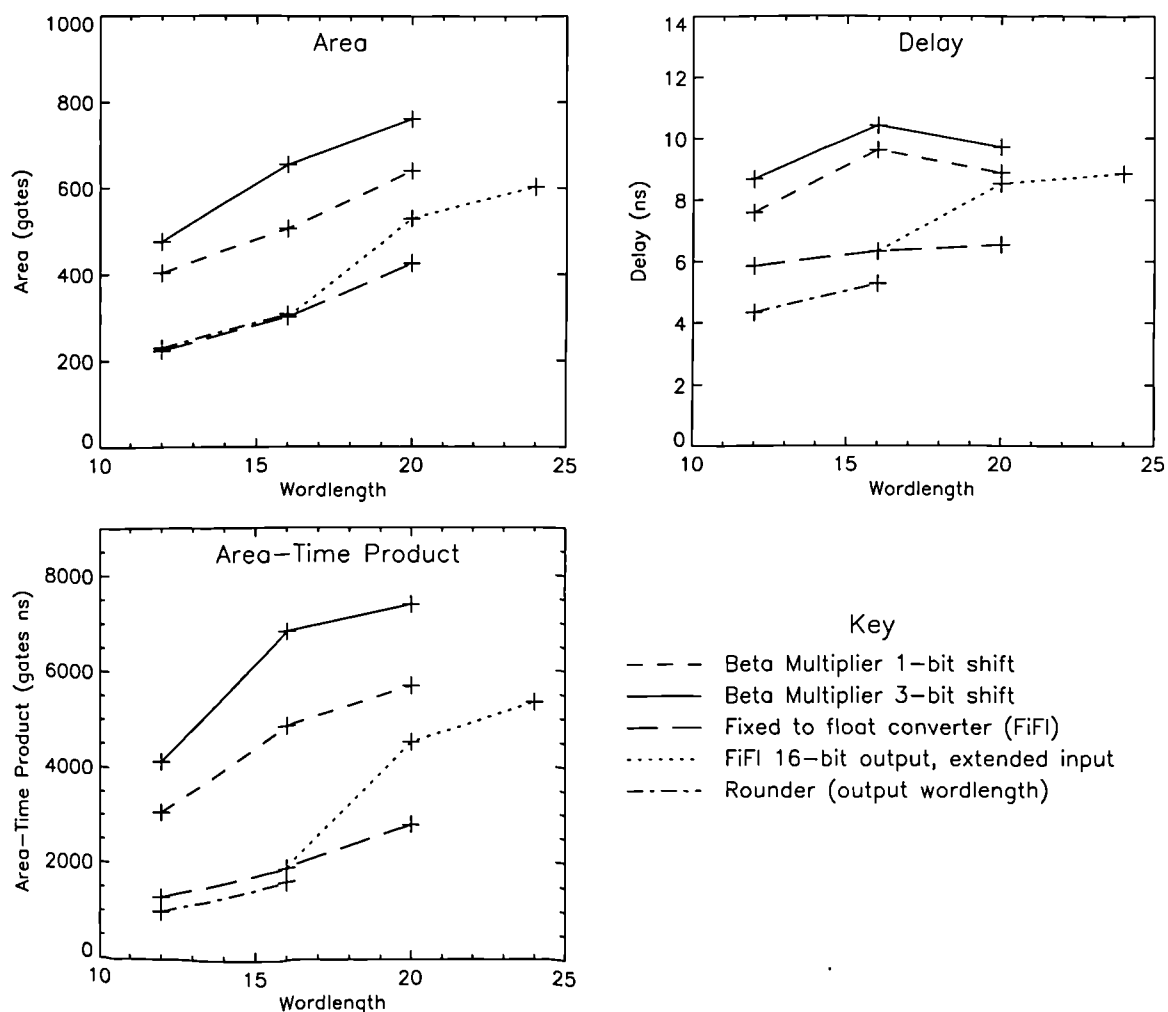 Area
1000
800
600
400
200
0
Area (gates)
10
15
20
25
Wordlength
Delay
14
12
10
8
6
4
2
0
Delay (ns)
10
15
20
25
Wordlength
Area-Time Product
8000
6000
4000
2000
0
Area-Time Product (gates ns)
10
15
20
25
Wordlength
Key
Beta Multiplier 1-bit shift
Beta Multiplier 3-bit shift
Fixed to float converter (FiFl)
FiFl 16-bit output, extended input
Rounder (output wordlength)